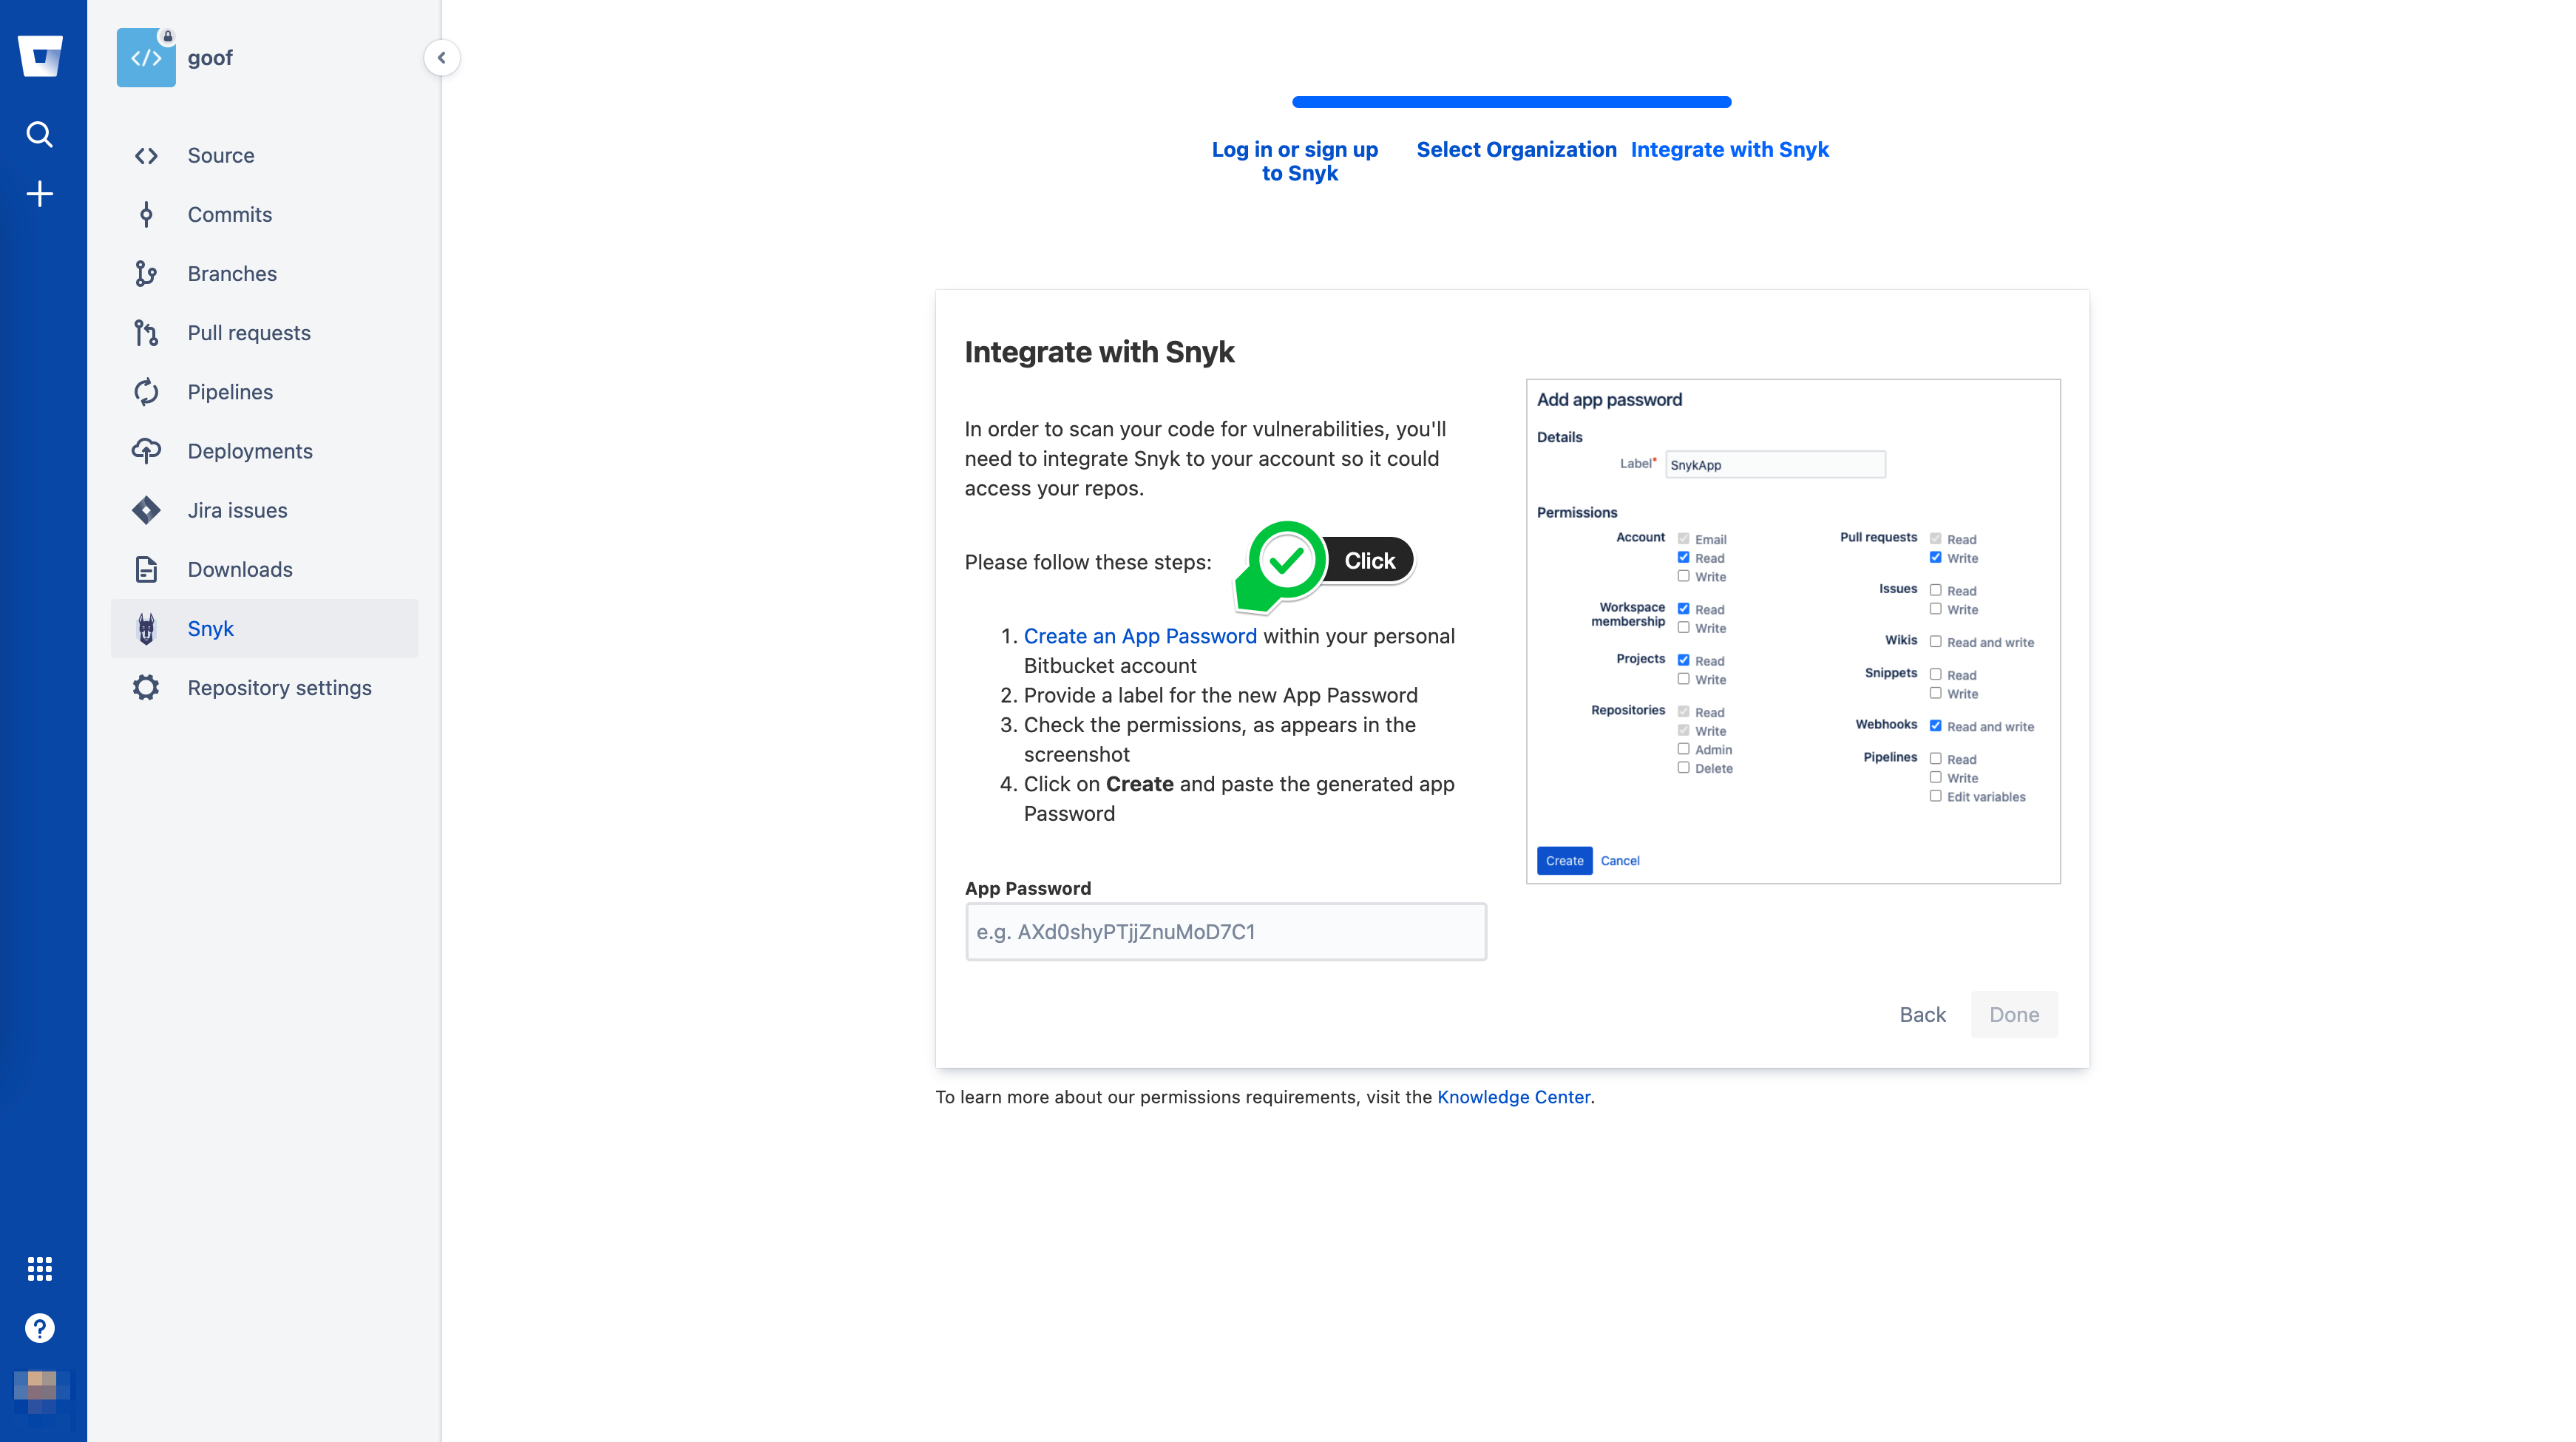 goof
Source
Commits
Branches
Pull requests
Pipelines
Deployments
Jira issues
Downloads
Snyk
Repository settings
Log in or sign up
to Snyk
Select Organization
Integrate with Snyk
Integrate with Snyk
In order to scan your code for vulnerabilities, you'll
need to integrate Snyk to your account so it could
access your repos.
Please follow these steps:
Click
1. Create an App Password within your personal
Bitbucket account
2. Provide a label for the new App Password
3. Check the permissions, as appears in the
screenshot
4. Click on Create and paste the generated app
Password
App Password
e.g. AXd0shyPTjjZnuMoD7C1
Add app password
Details
Label*
SnykApp
Permissions
Account
Email
Read
Write
Workspace
membership
Read
Write
Projects
Read
Write
Repositories
Read
Write
Admin
Delete
Pull requests
Read
Write
Issues
Read
Write
Wikis
Read and write
Snippets
Read
Write
Webhooks
Read and write
Pipelines
Read
Write
Edit variables
Create
Cancel
Back
Done
To learn more about our permissions requirements, visit the Knowledge Center.